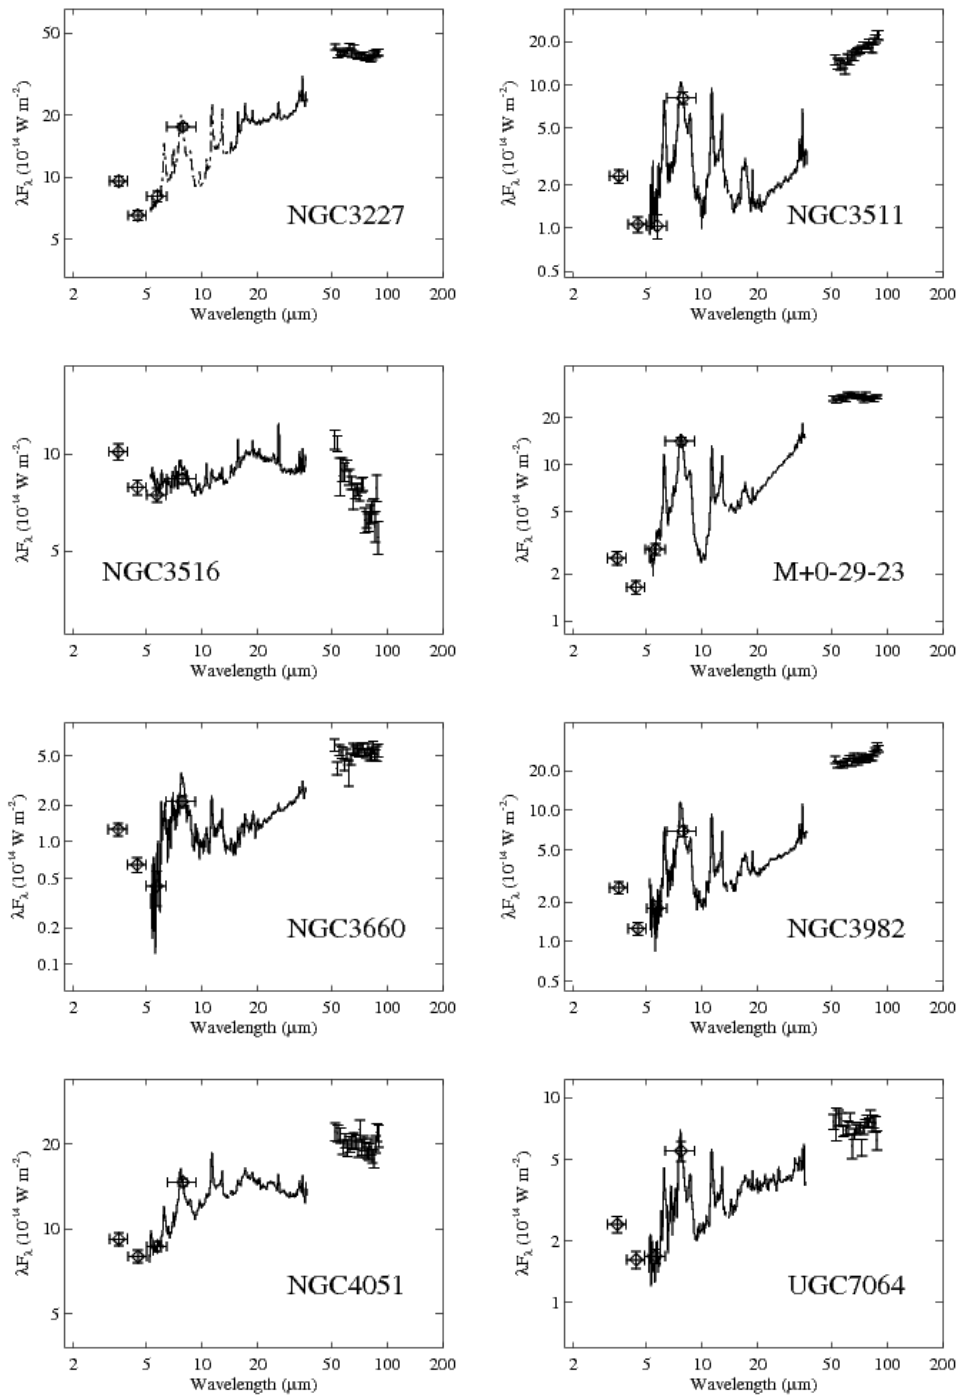 50
20
10
5
λFλ (10⁻¹⁴ W m⁻²)
NGC3227
2 5 10 20 50 100 200
Wavelength (μm)
20.0
10.0
5.0
2.0
1.0
0.5
λFλ (10⁻¹⁴ W m⁻²)
NGC3511
2 5 10 20 50 100 200
Wavelength (μm)
10
5
λFλ (10⁻¹⁴ W m⁻²)
NGC3516
2 5 10 20 50 100 200
Wavelength (μm)
20
10
5
2
1
λFλ (10⁻¹⁴ W m⁻²)
M+0-29-23
2 5 10 20 50 100 200
Wavelength (μm)
5.0
2.0
1.0
0.5
0.2
0.1
λFλ (10⁻¹⁴ W m⁻²)
NGC3660
2 5 10 20 50 100 200
Wavelength (μm)
20.0
10.0
5.0
2.0
1.0
0.5
λFλ (10⁻¹⁴ W m⁻²)
NGC3982
2 5 10 20 50 100 200
Wavelength (μm)
20
10
5
λFλ (10⁻¹⁴ W m⁻²)
NGC4051
2 5 10 20 50 100 200
Wavelength (μm)
10
5
2
1
λFλ (10⁻¹⁴ W m⁻²)
UGC7064
2 5 10 20 50 100 200
Wavelength (μm)